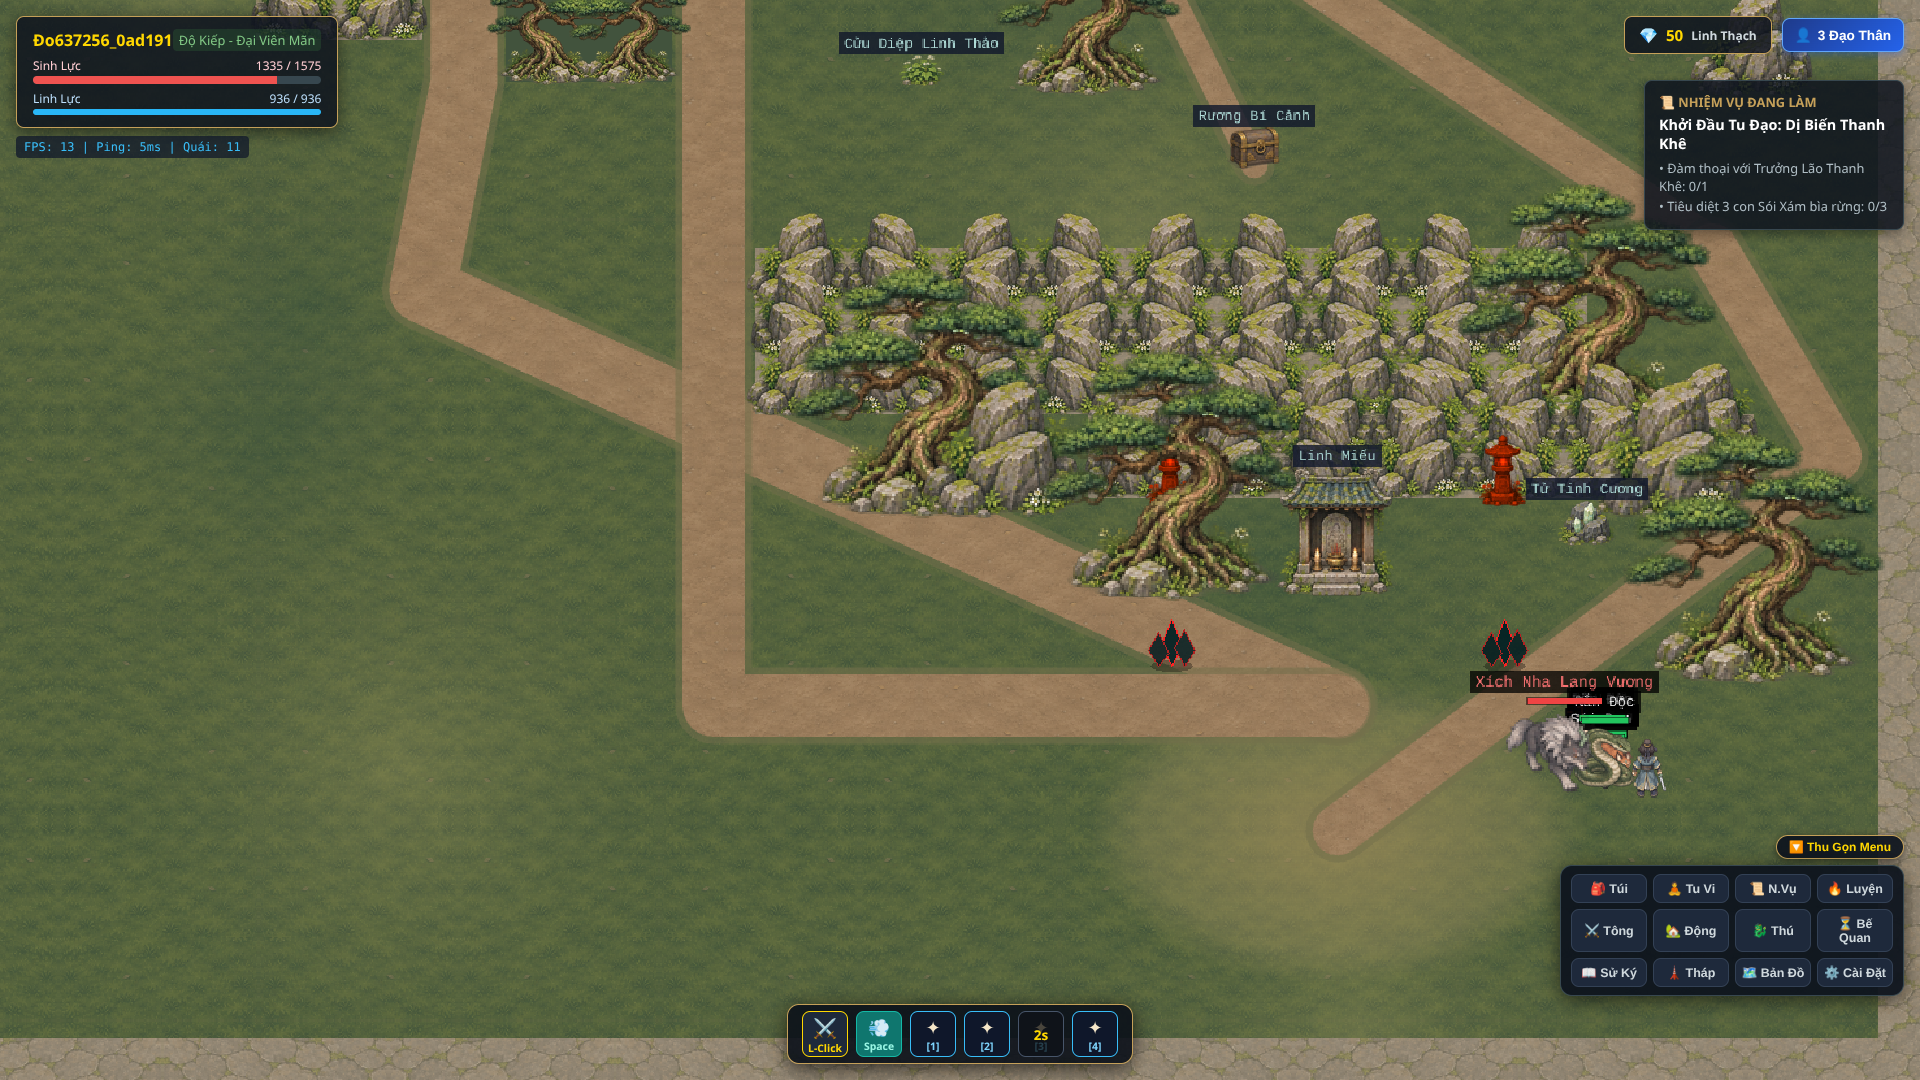 Đo637256_0ad191 Độ Kiếp - Đại Viên Mãn
Sinh Lực 1335 / 1575
Linh Lực 936 / 936
FPS: 13 | Ping: 5ms | Quái: 11
Cửu Diệp Linh Thảo
Rương Bí Cảnh
50 Linh Thạch
3 Đạo Thân
NHIỆM VỤ ĐANG LÀM
Khởi Đầu Tu Đạo: Dị Biến Thanh
Khê
• Đàm thoại với Trưởng Lão Thanh
Khê: 0/1
• Tiêu diệt 3 con Sói Xám bìa rừng: 0/3
Linh Miếu
Tử Tinh Cương
Xích Nha Lang Vương
Độc
Thu Gọn Menu
Túi
Tu Vi
N.Vụ
Luyện
Tông
Động
Thú
Bế
Quan
Sử Ký
Tháp
Bản Đồ
Cài Đặt
L-Click
Space
[1]
[2]
2s
[3]
[4]